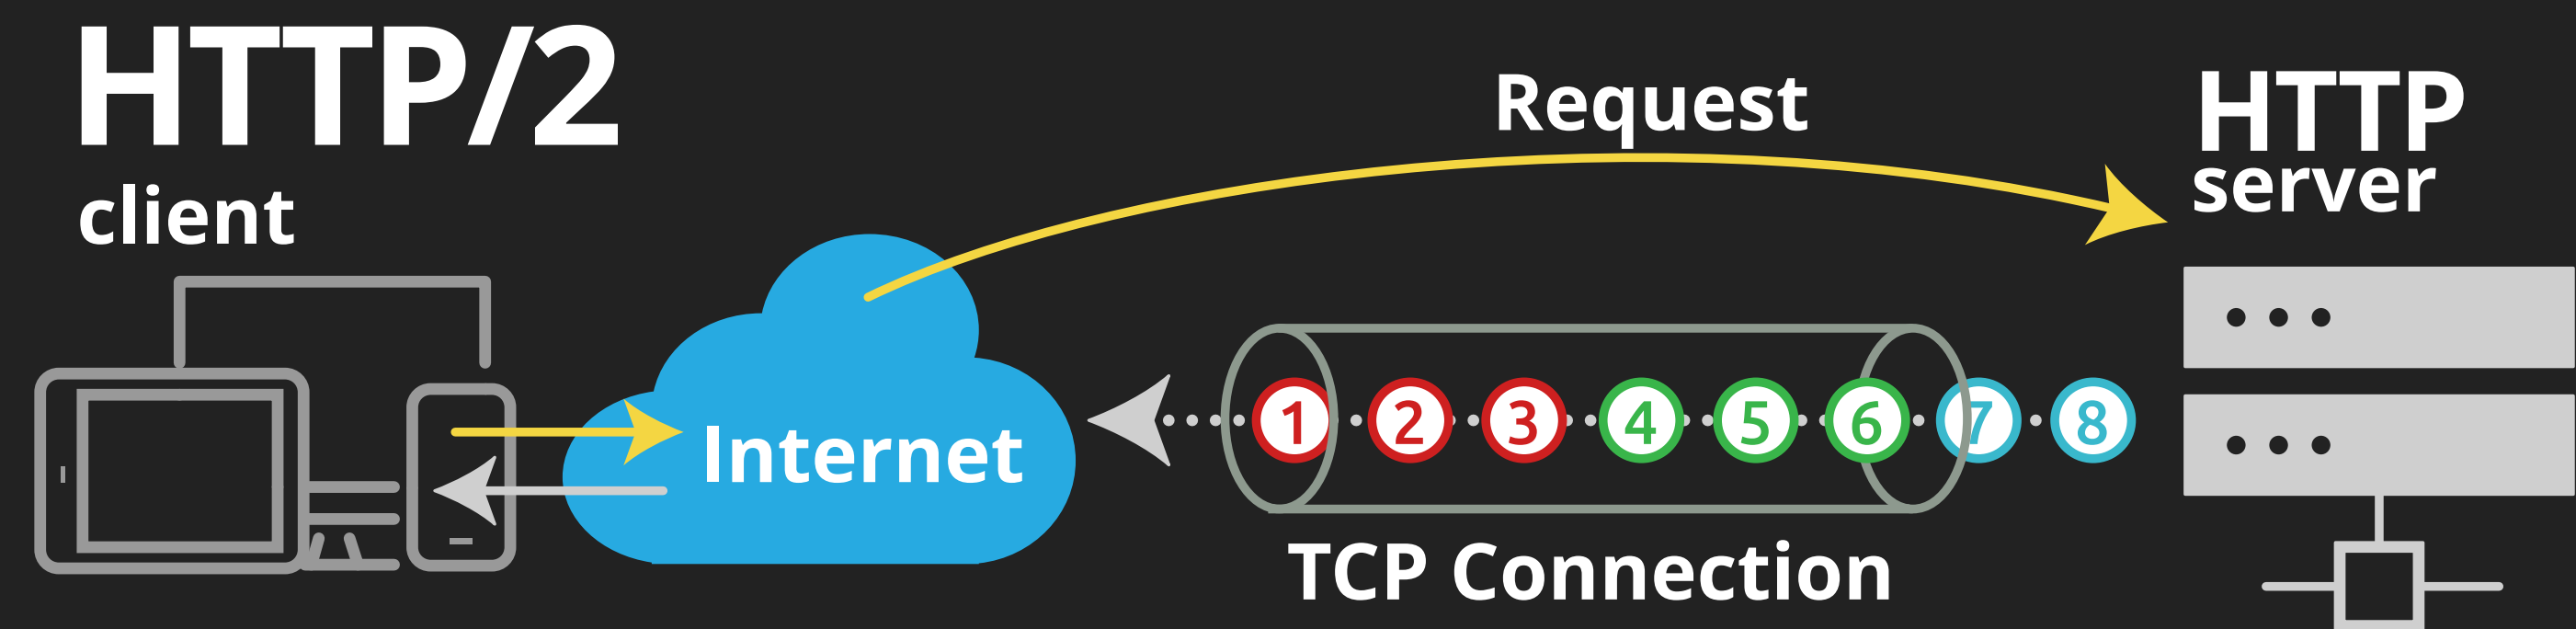 HTTP/2
client
Request
HTTP
server
Internet
1 2 3 4 5 6 7 8
TCP Connection